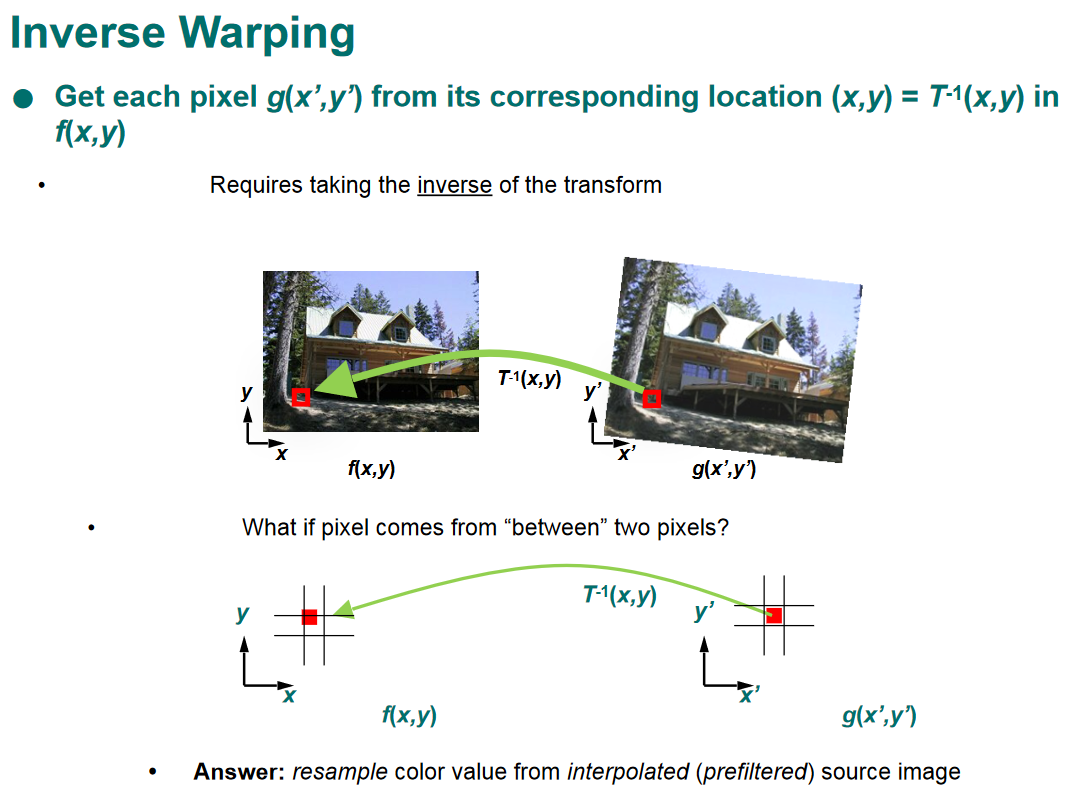 Inverse Warping
● Get each pixel g(x’,y’) from its corresponding location (x,y) = T-1(x,y) in
f(x,y)
• Requires taking the inverse of the transform
T-1(x,y)
y
x
f(x,y)
y’
x’
g(x’,y’)
• What if pixel comes from “between” two pixels?
T-1(x,y)
y
x
f(x,y)
y’
x’
g(x’,y’)
• Answer: resample color value from interpolated (prefiltered) source image